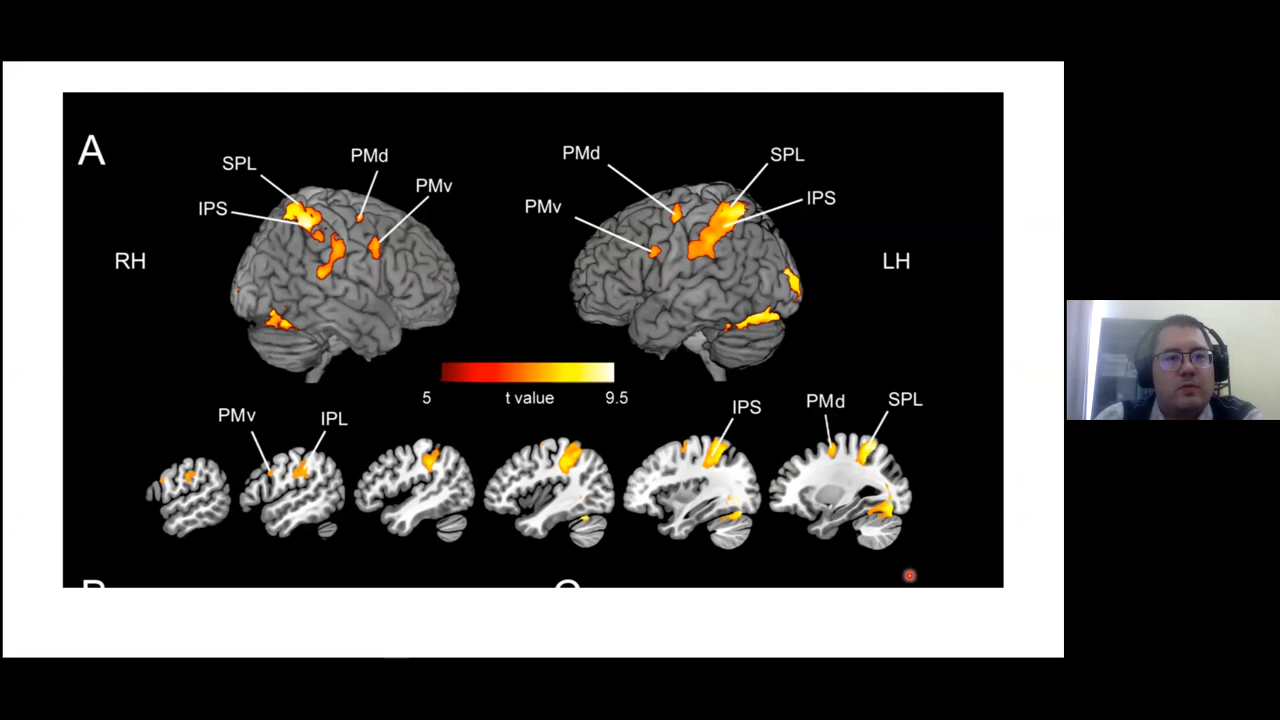 A
SPL
PMd
PMv
IPS
RH
PMd
SPL
PMv
IPS
LH
5
t value
9.5
PMv
IPL
IPS
PMd
SPL